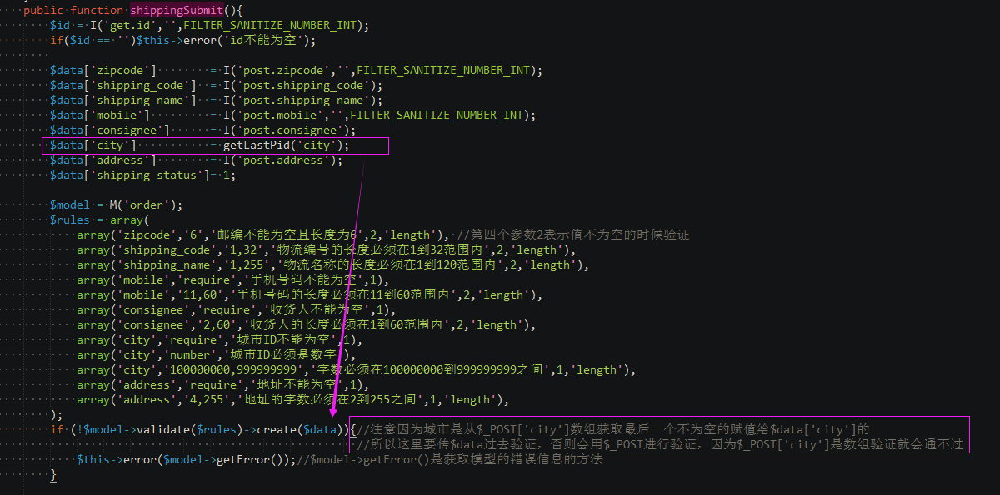 public function shippingSubmit(){
$id = I('get.id','',FILTER_SANITIZE_NUMBER_INT);
if($id == '')$this->error('id不能为空');
$data['zipcode'] = I('post.zipcode','',FILTER_SANITIZE_NUMBER_INT);
$data['shipping_code'] = I('post.shipping_code');
$data['shipping_name'] = I('post.shipping_name');
$data['mobile'] = I('post.mobile','',FILTER_SANITIZE_NUMBER_INT);
$data['consignee'] = I('post.consignee');
$data['city'] = getLastPid('city');
$data['address'] = I('post.address');
$data['shipping_status']= 1;
$model = M('order');
$rules = array(
array('zipcode','6','邮编不能为空且长度为6',2,'length'), //第四个参数2表示值不为空的时候验证
array('shipping_code','1,32','物流编号的长度必须在1到32范围内',2,'length'),
array('shipping_name','1,255','物流名称的长度必须在1到120范围内',2,'length'),
array('mobile','require','手机号码不能为空',1),
array('mobile','11,60','手机号码的长度必须在11到60范围内',2,'length'),
array('consignee','require','收货人不能为空',1),
array('consignee','2,60','收货人的长度必须在1到60范围内',2,'length'),
array('city','require','城市ID不能为空',1),
array('city','number','城市ID必须是数字'),
array('city','100000000,999999999','字数必须在100000000到999999999之间',1,'length'),
array('address','require','地址不能为空',1),
array('address','4,255','地址的字数必须在2到255之间',1,'length'),
);
if (!$model->validate($rules)->create($data)){//注意因为城市是从$_POST['city']数组获取最后一个不为空的赋值给$data['city']的
//所以这里要传$data过去验证，否则会用$_POST进行验证，因为$_POST['city']是数组验证就会通不过
$this->error($model->getError());//$model->getError()是获取模型的错误信息的方法
}